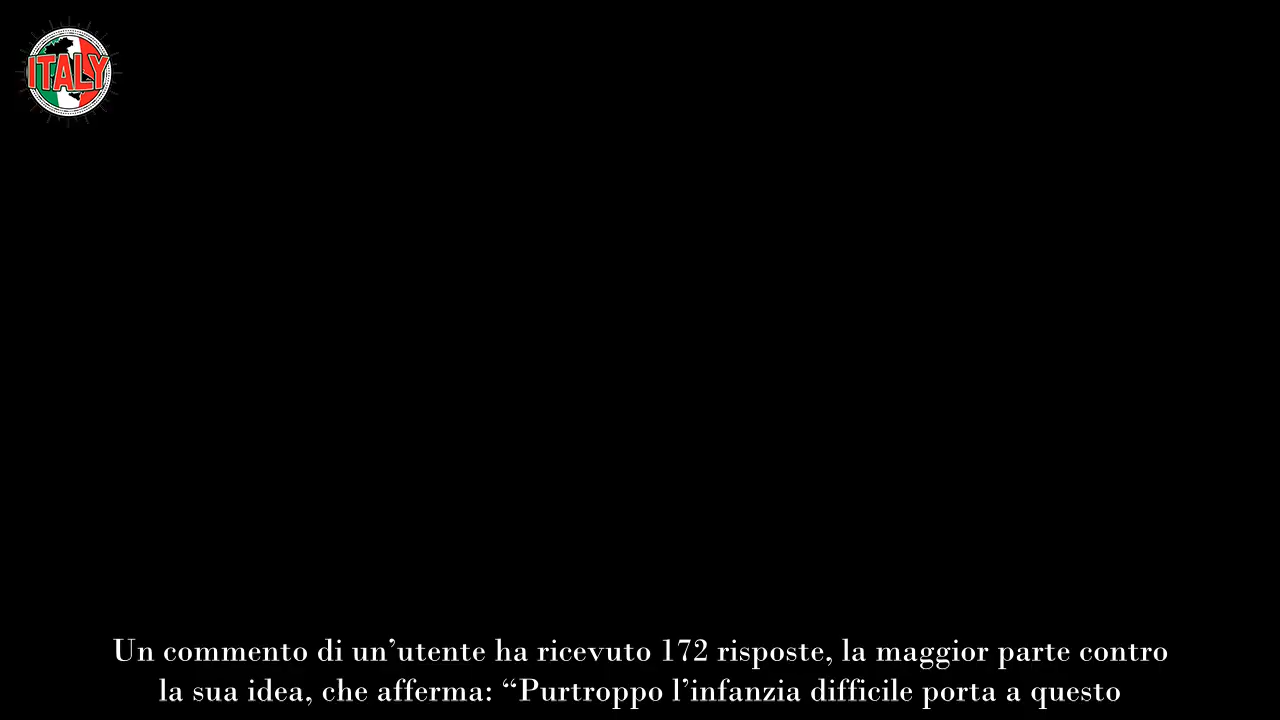 ITALY
Un commento di un’utente ha ricevuto 172 risposte, la maggior parte contro
la sua idea, che afferma: “Purtroppo l’infanzia difficile porta a questo